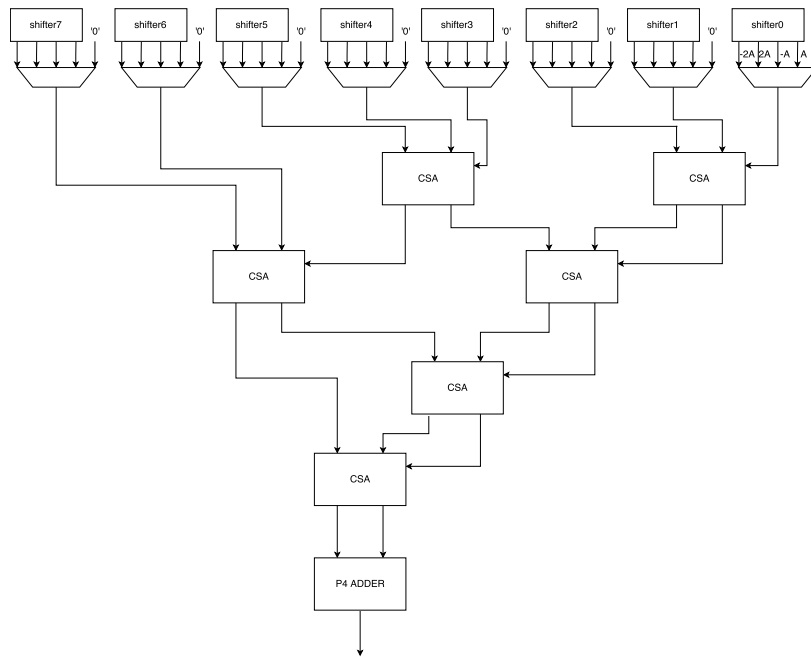 shifter7
'0'
shifter6
'0'
shifter5
'0'
shifter4
'0'
shifter3
'0'
shifter2
'0'
shifter1
'0'
shifter0
-2A
2A
-A
A
CSA
CSA
CSA
CSA
CSA
CSA
P4 ADDER